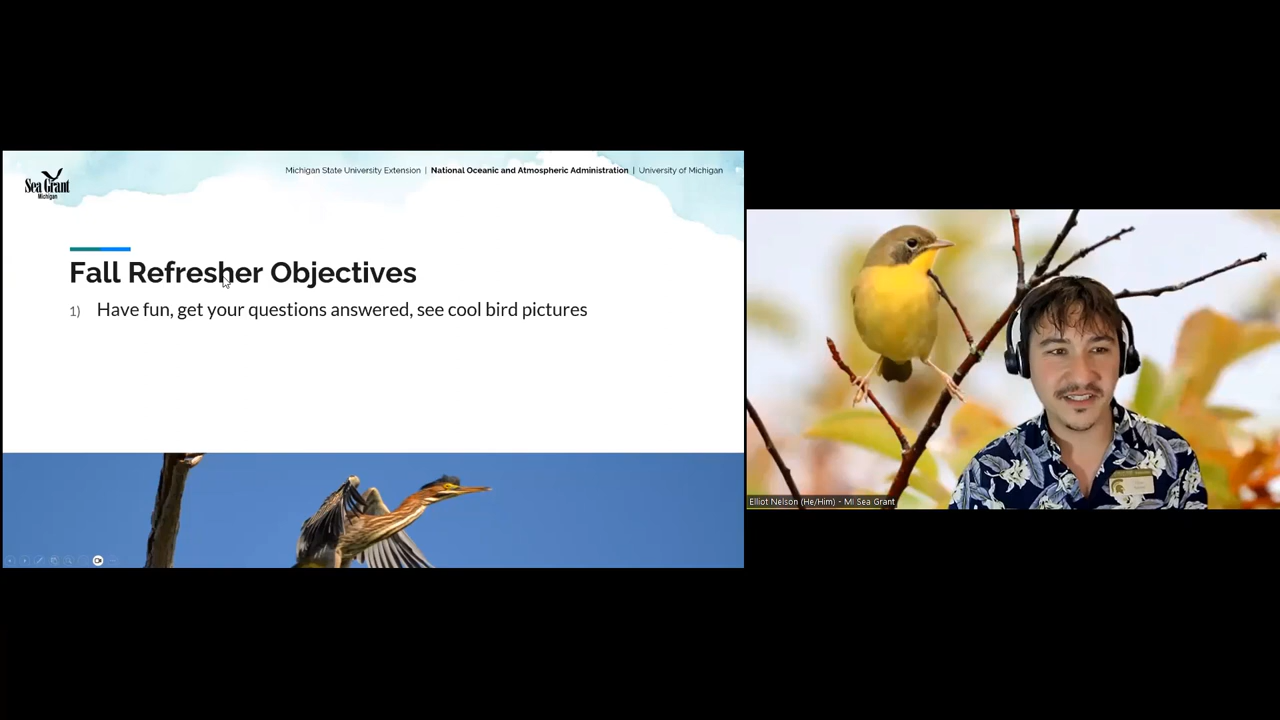 Sea Grant
Michigan
Michigan State University Extension | National Oceanic and Atmospheric Administration | University of Michigan
Fall Refresher Objectives
1) Have fun, get your questions answered, see cool bird pictures
Elliot Nelson (He/Him) - MI Sea Grant